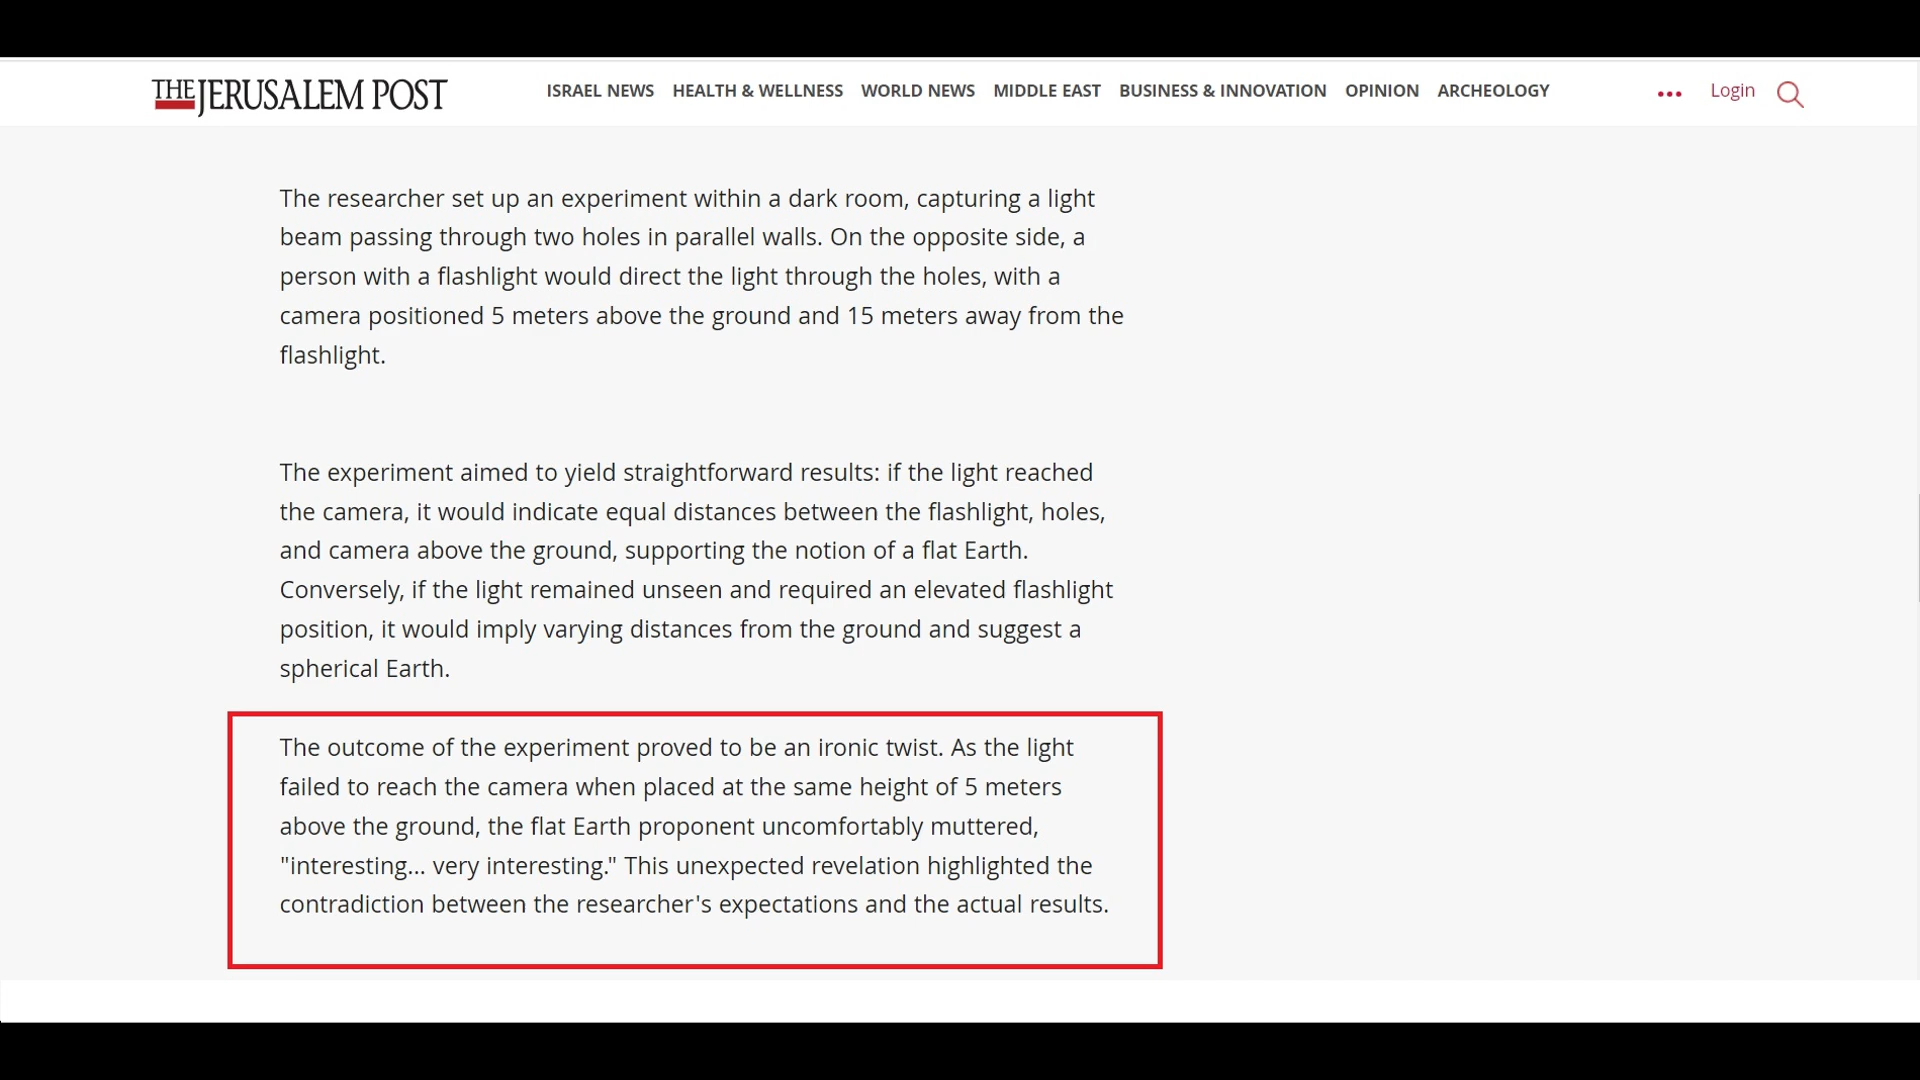 THE JERUSALEM POST
ISRAEL NEWS HEALTH & WELLNESS WORLD NEWS MIDDLE EAST BUSINESS & INNOVATION OPINION ARCHEOLOGY ... Login
The researcher set up an experiment within a dark room, capturing a light
beam passing through two holes in parallel walls. On the opposite side, a
person with a flashlight would direct the light through the holes, with a
camera positioned 5 meters above the ground and 15 meters away from the
flashlight.
The experiment aimed to yield straightforward results: if the light reached
the camera, it would indicate equal distances between the flashlight, holes,
and camera above the ground, supporting the notion of a flat Earth.
Conversely, if the light remained unseen and required an elevated flashlight
position, it would imply varying distances from the ground and suggest a
spherical Earth.
The outcome of the experiment proved to be an ironic twist. As the light
failed to reach the camera when placed at the same height of 5 meters
above the ground, the flat Earth proponent uncomfortably muttered,
"interesting... very interesting." This unexpected revelation highlighted the
contradiction between the researcher's expectations and the actual results.